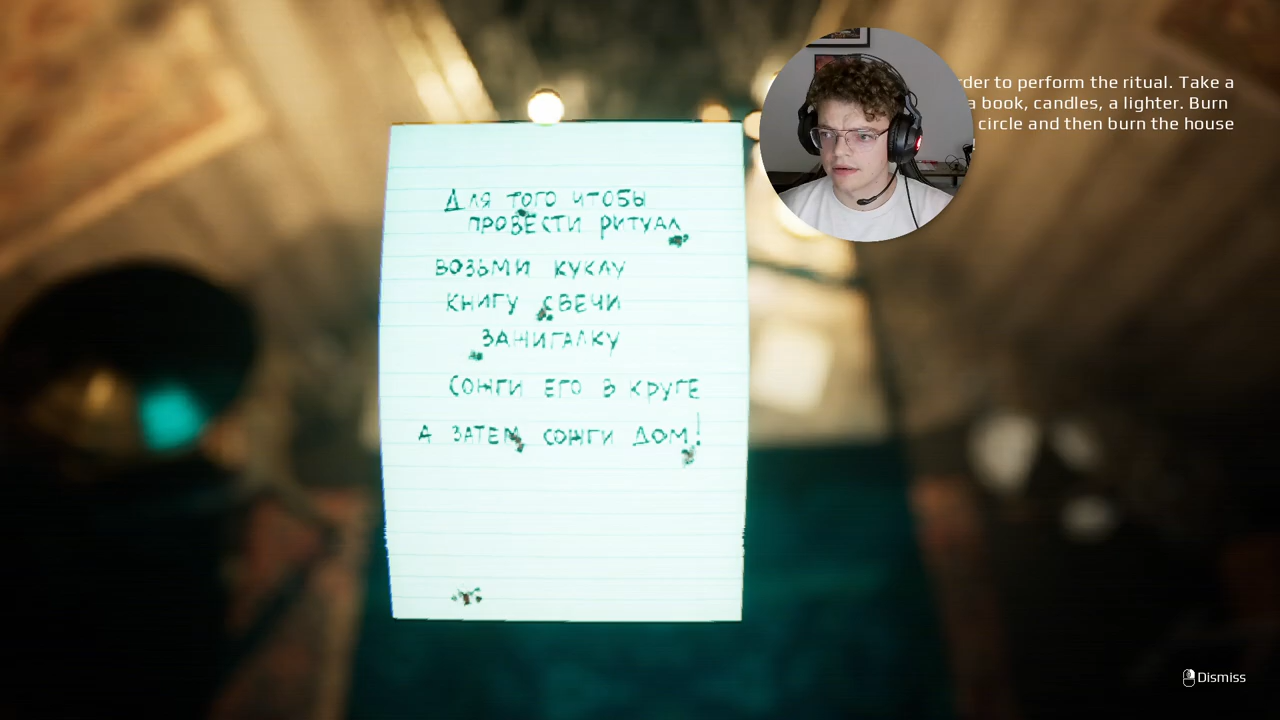 Для того чтобы
провести ритуал
возьми куклу
книгу свечи
зажигалку
сожги его в круге
а затем сожги дом!
order to perform the ritual. Take a
a book, candles, a lighter. Burn
circle and then burn the house
Dismiss